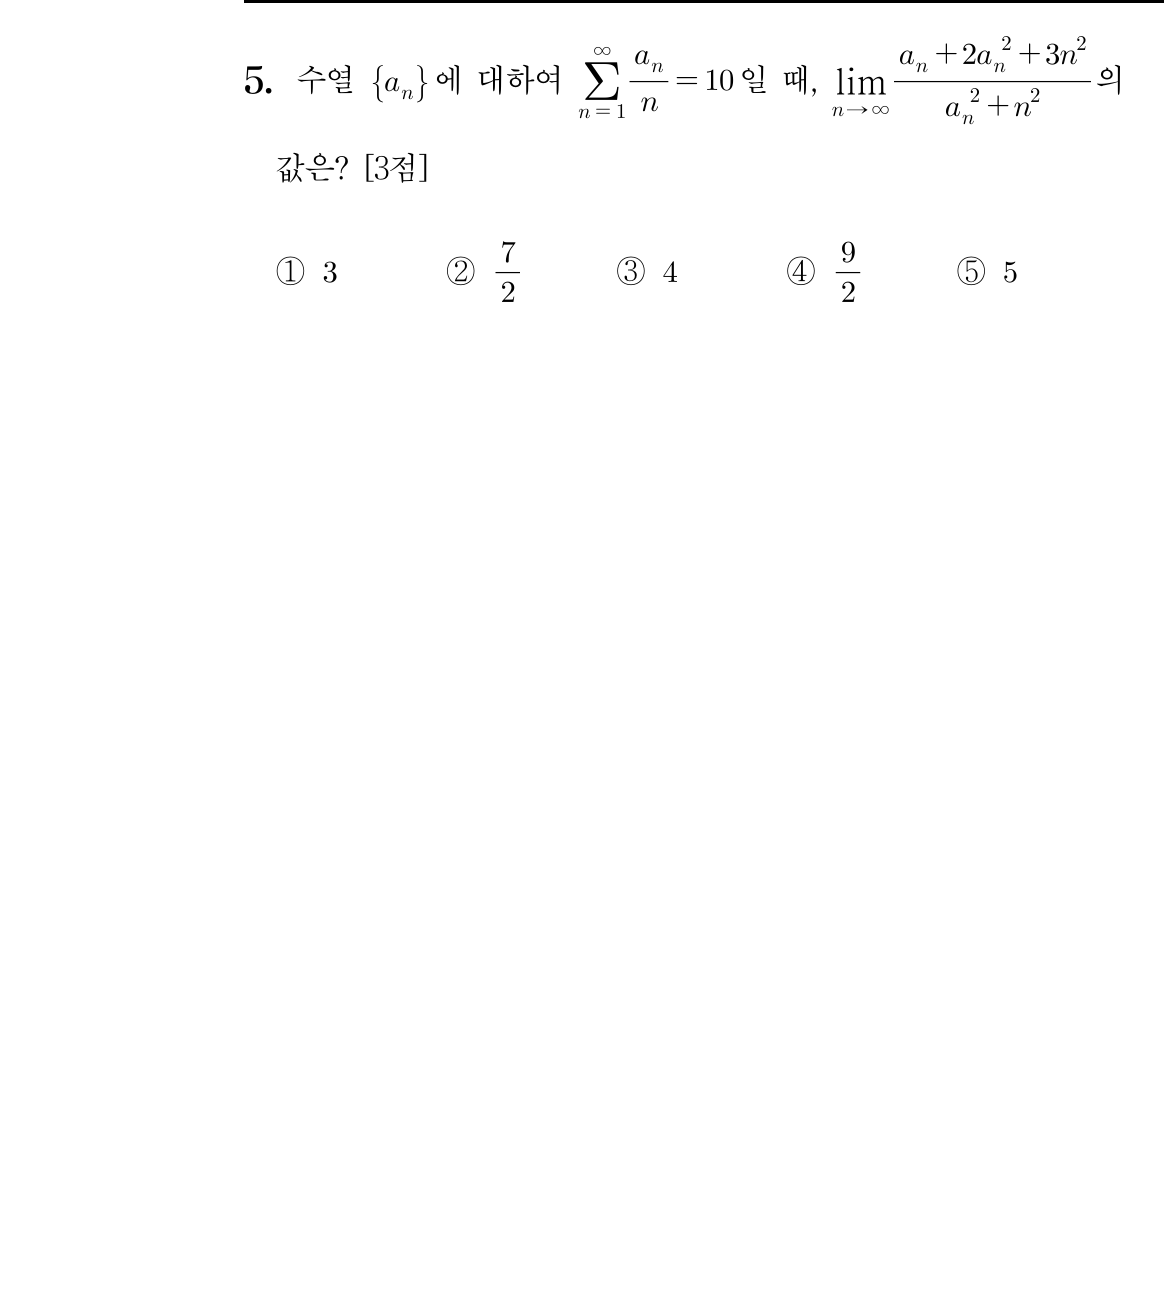 5. 수열 $\{a_n\}$에 대하여 $\sum_{n=1}^{\infty} \frac{a_n}{n} = 10$일 때, $\lim_{n \to \infty} \frac{a_n + 2a_n^2 + 3n^2}{a_n^2 + n^2}$의
값은? [3점]
① 3 ② $\frac{7}{2}$ ③ 4 ④ $\frac{9}{2}$ ⑤ 5